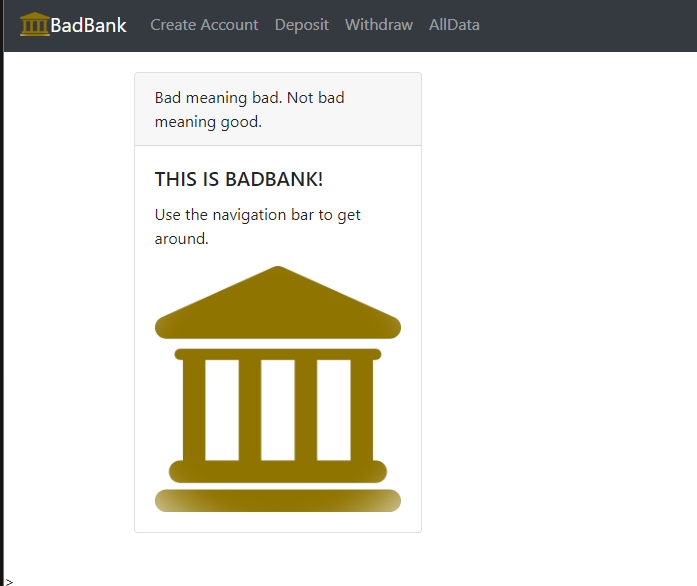 BadBank Create Account Deposit Withdraw AllData
Bad meaning bad. Not bad
meaning good.
THIS IS BADBANK!
Use the navigation bar to get
around.
>